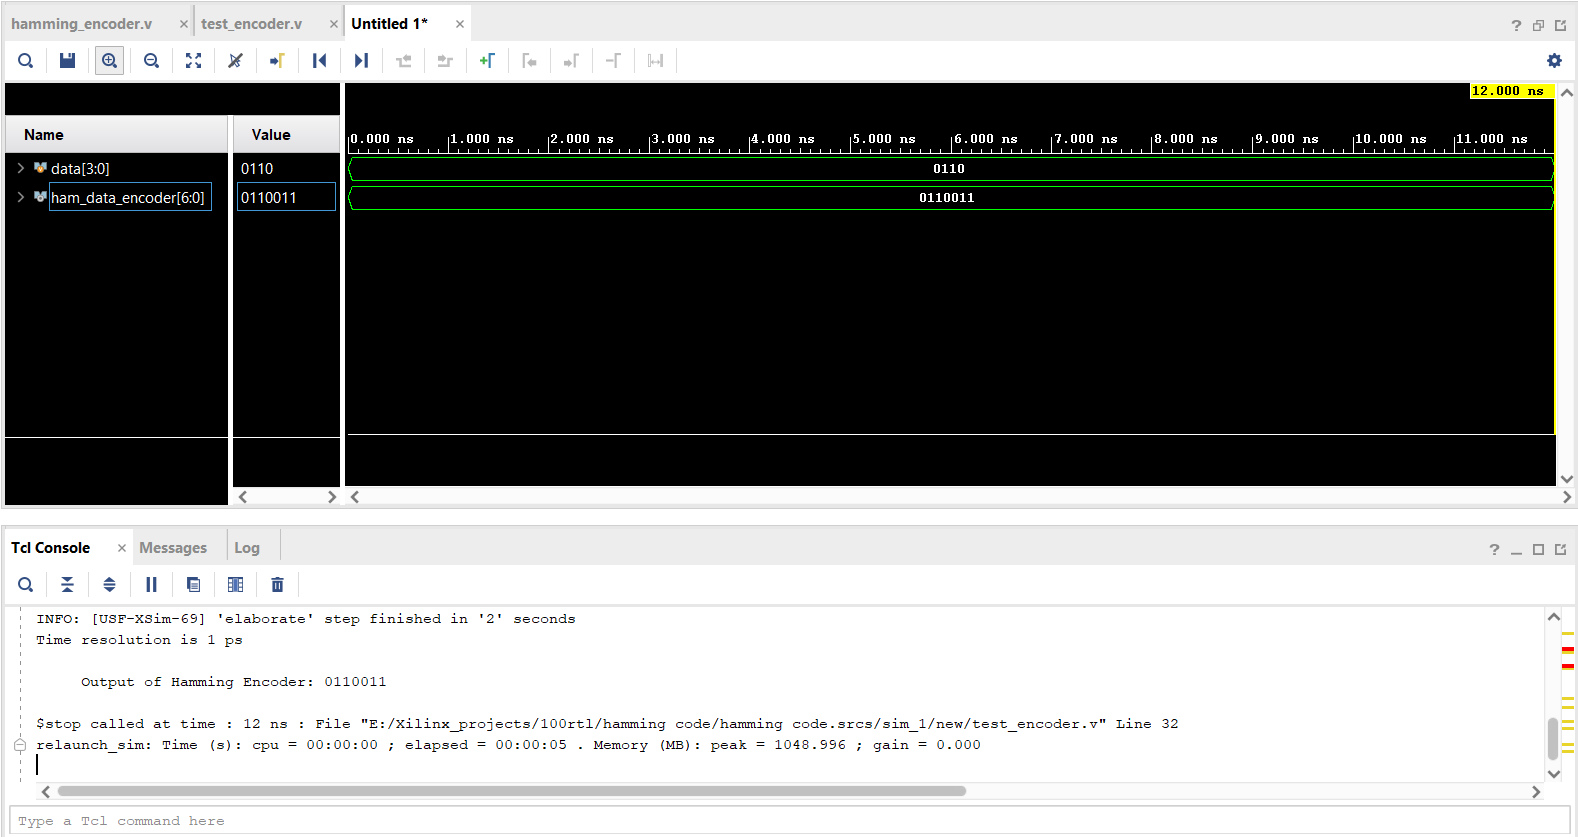 hamming_encoder.v × test_encoder.v × Untitled 1* ×
?
12.000 ns
Name Value
0.000 ns 1.000 ns 2.000 ns 3.000 ns 4.000 ns 5.000 ns 6.000 ns 7.000 ns 8.000 ns 9.000 ns 10.000 ns 11.000 ns
data[3:0] 0110 0110
ham_data_encoder[6:0] 0110011 0110011
Tcl Console × Messages Log
?
INFO: [USF-XSim-69] 'elaborate' step finished in '2' seconds
Time resolution is 1 ps
Output of Hamming Encoder: 0110011
$stop called at time : 12 ns : File "E:/Xilinx_projects/100rtl/hamming code/hamming code.srcs/sim_1/new/test_encoder.v" Line 32
relaunch_sim: Time (s): cpu = 00:00:00 ; elapsed = 00:00:05 . Memory (MB): peak = 1048.996 ; gain = 0.000
Type a Tcl command here